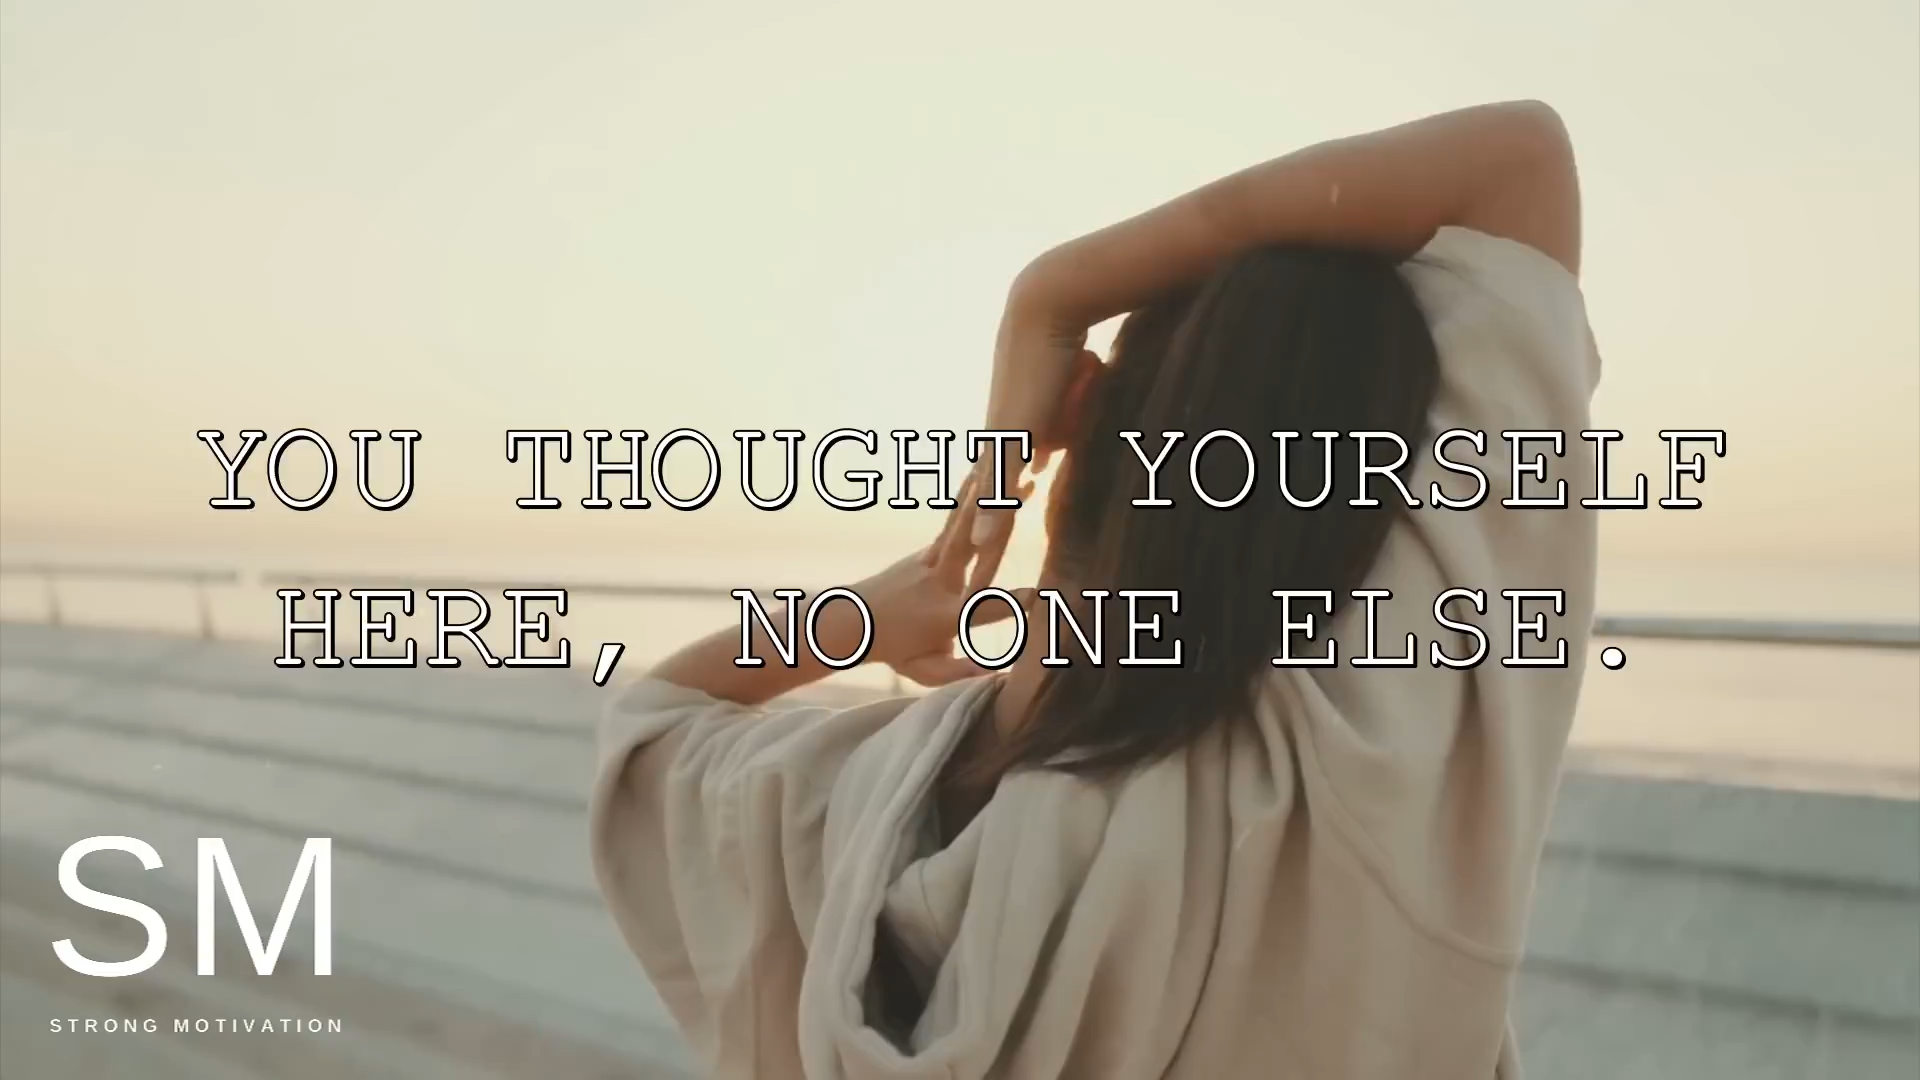 YOU THOUGHT YOURSELF
HERE, NO ONE ELSE.
SM
STRONG MOTIVATION